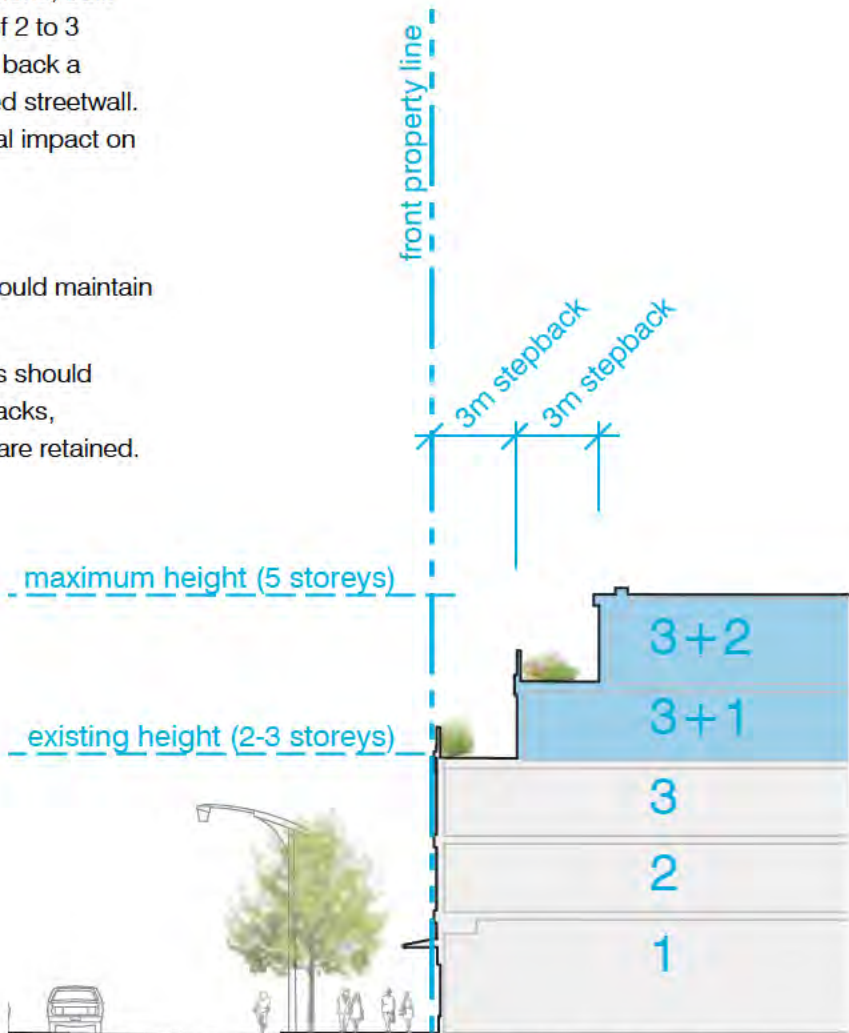 f 2 to 3
back a
d streetwall.
al impact on
ould maintain
s should
acks,
are retained.
front property line
3m stepback
3m stepback
maximum height (5 storeys)
3+2
3+1
existing height (2-3 storeys)
3
2
1